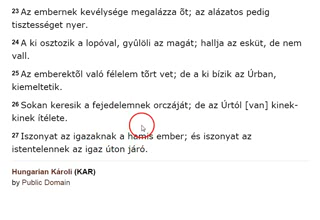 23 Az embernek kevélysége megalázza õt; az alázatos pedig
tisztességet nyer.
24 A ki osztozik a lopóval, gyûlöli az magát; hallja az esküt, de nem
vall.
25 Az emberektõl való félelem tõrt vet; de a ki bízik az Úrban,
kiemeltetik.
26 Sokan keresik a fejedelemnek orczáját; de az Úrtól [van] kinek-
kinek ítélete.
27 Iszonyat az igazaknak a hamis ember; és iszonyat az
istentelennek az igaz úton járó.
Hungarian Károli (KAR)
by Public Domain